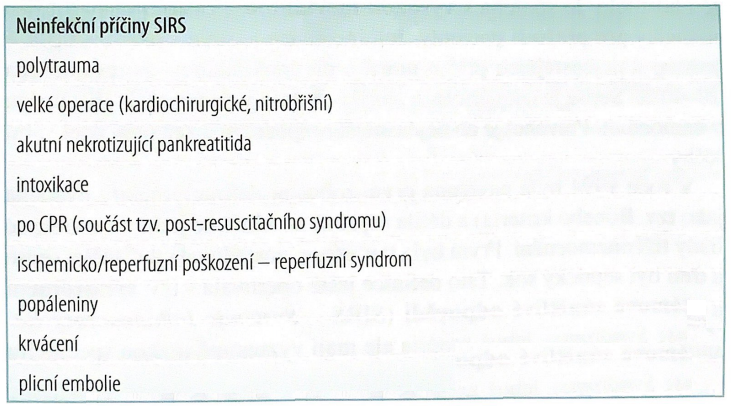 Neinfekční příčiny SIRS
polytrauma
velké operace (kardiochirurgické, nitrobřišní)
akutní nekrotizující pankreatitida
intoxikace
po CPR (součást tzv. post-resuscitačního syndromu)
ischemicko/reperfuzní poškození – reperfuzní syndrom
popáleniny
krvácení
plicní embolie